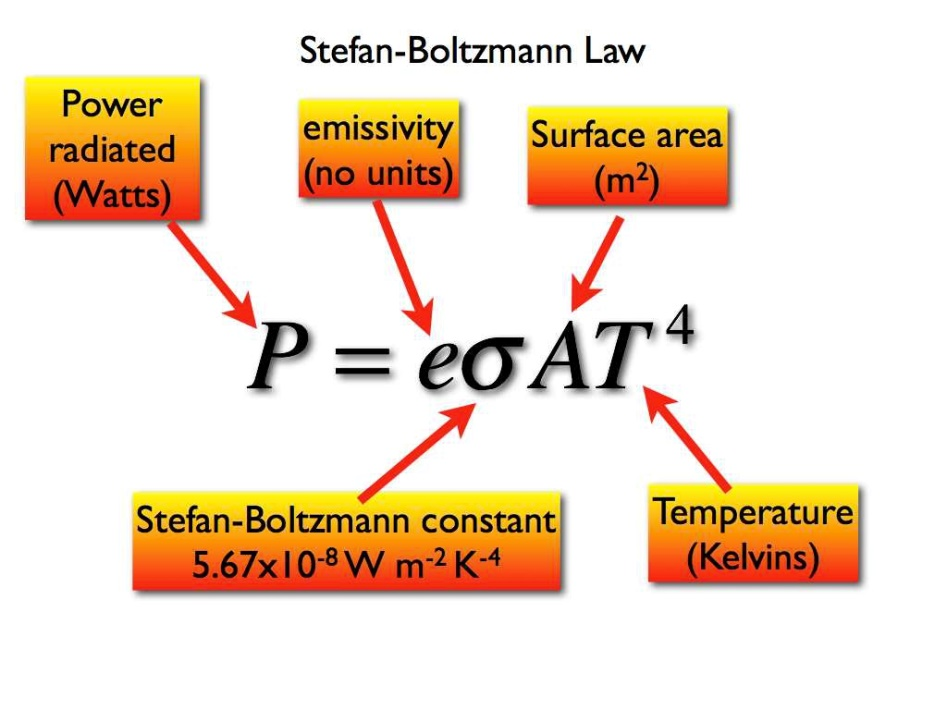 Stefan-Boltzmann Law
Power
radiated
(Watts)
emissivity
(no units)
Surface area
(m²)
P = eσAT⁴
Stefan-Boltzmann constant
5.67x10⁻⁸ W m⁻² K⁻⁴
Temperature
(Kelvins)